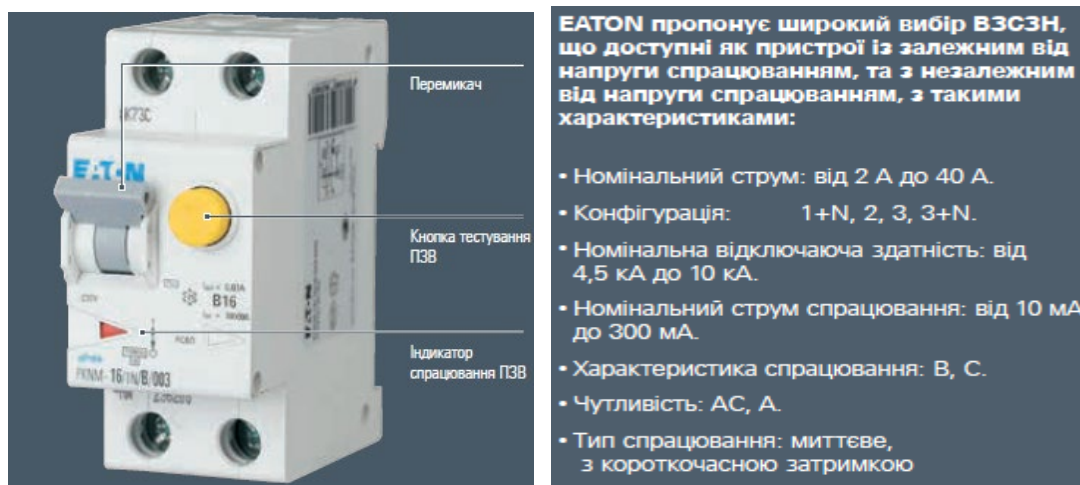 Перемикач
Кнопка тестування
ПЗВ
Індикатор
спрацювання ПЗВ
EATON
230V
B16
RCBO
PKNM-16/1N/B/003
EATON пропонує широкий вибір ВЗСЗН,
що доступні як пристрої із залежним від
напруги спрацюванням, та з незалежним
від напруги спрацюванням, з такими
характеристиками:
• Номінальний струм: від 2 А до 40 А.
• Конфігурація: 1+N, 2, 3, 3+N.
• Номінальна відключаюча здатність: від
4,5 кА до 10 кА.
• Номінальний струм спрацювання: від 10 мА
до 300 мА.
• Характеристика спрацювання: В, С.
• Чутливість: АС, А.
• Тип спрацювання: миттєве,
з короткочасною затримкою